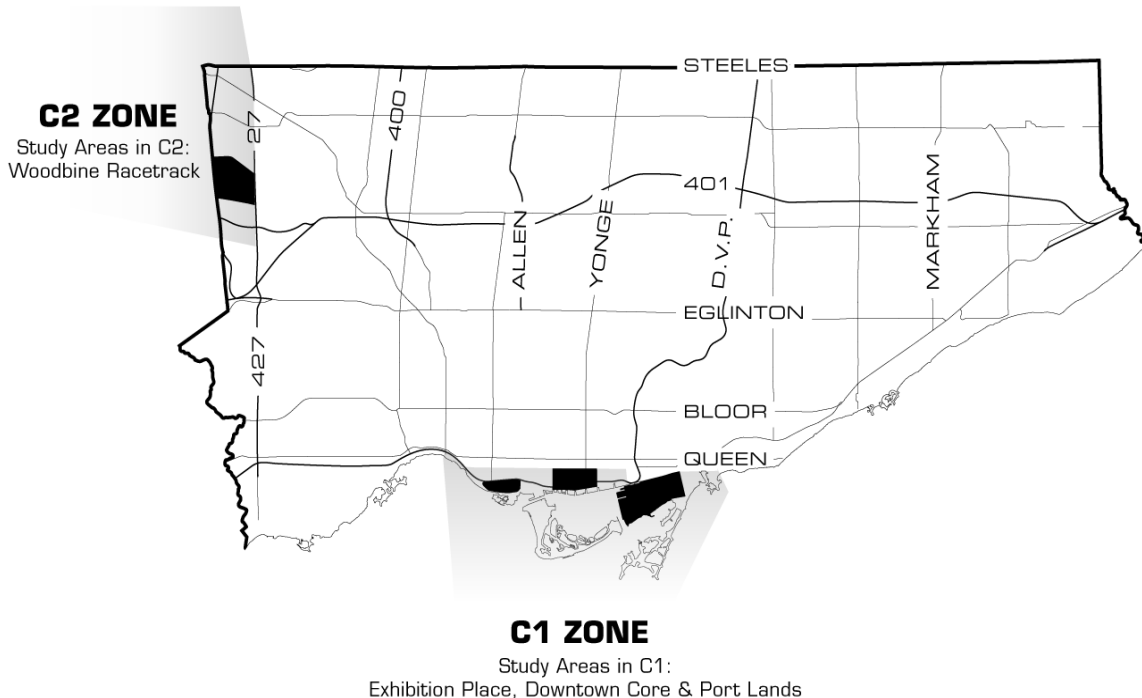 STEELES
C2 ZONE
Study Areas in C2:
Woodbine Racetrack
27
400
401
ALLEN
YONGE
D.V.P.
MARKHAM
EGLINTON
427
BLOOR
QUEEN
C1 ZONE
Study Areas in C1:
Exhibition Place, Downtown Core & Port Lands